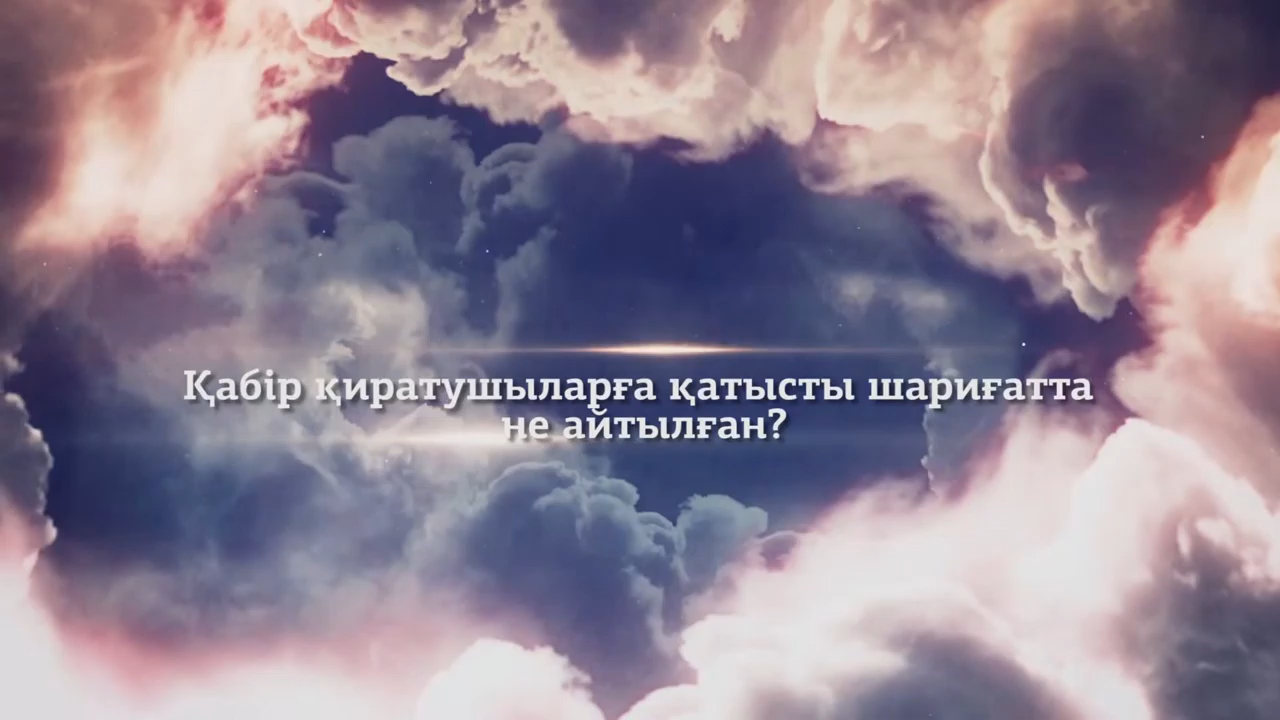 Қабір қиратушыларға қатысты шариғатта
не айтылған?